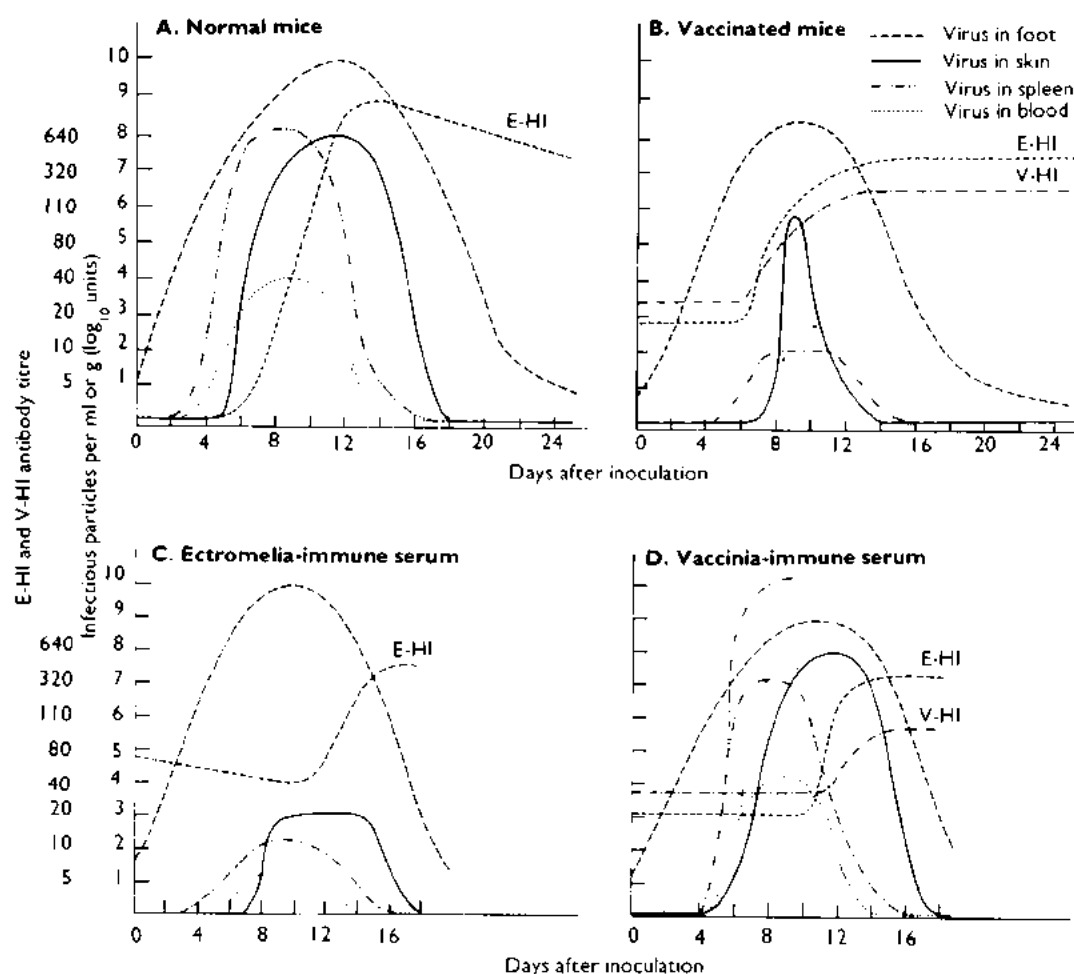 A. Normal mice
B. Vaccinated mice
Virus in foot
Virus in skin
Virus in spleen
Virus in blood
10
9
640 8
320 7
110 6
80 5
40 4
20 3
10 2
5 1
E-HI
E-HI
V-HI
0 4 8 12 16 20 24
0 4 8 12 16 20 24
Days after inoculation
E-HI and V-HI antibody titre
Infectious particles per ml or g (log10 units)
C. Ectromelia-immune serum
D. Vaccinia-immune serum
10
9
640 8
320 7
110 6
80 5
40 4
20 3
10 2
5 1
E-HI
E-HI
V-HI
0 4 8 12 16
0 4 8 12 16
Days after inoculation